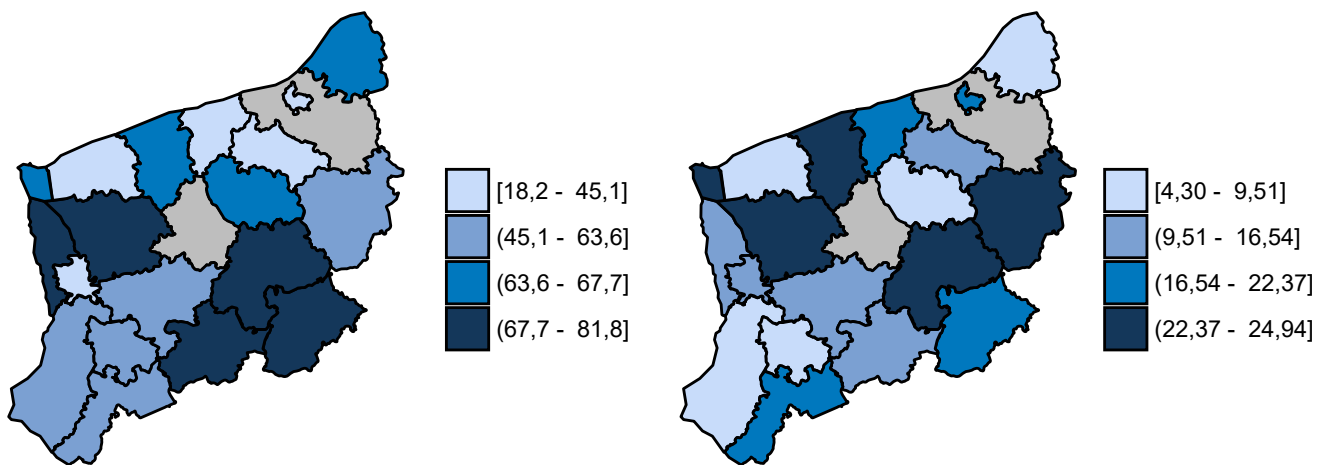 [18,2 - 45,1]
(45,1 - 63,6]
(63,6 - 67,7]
(67,7 - 81,8]
[4,30 - 9,51]
(9,51 - 16,54]
(16,54 - 22,37]
(22,37 - 24,94]